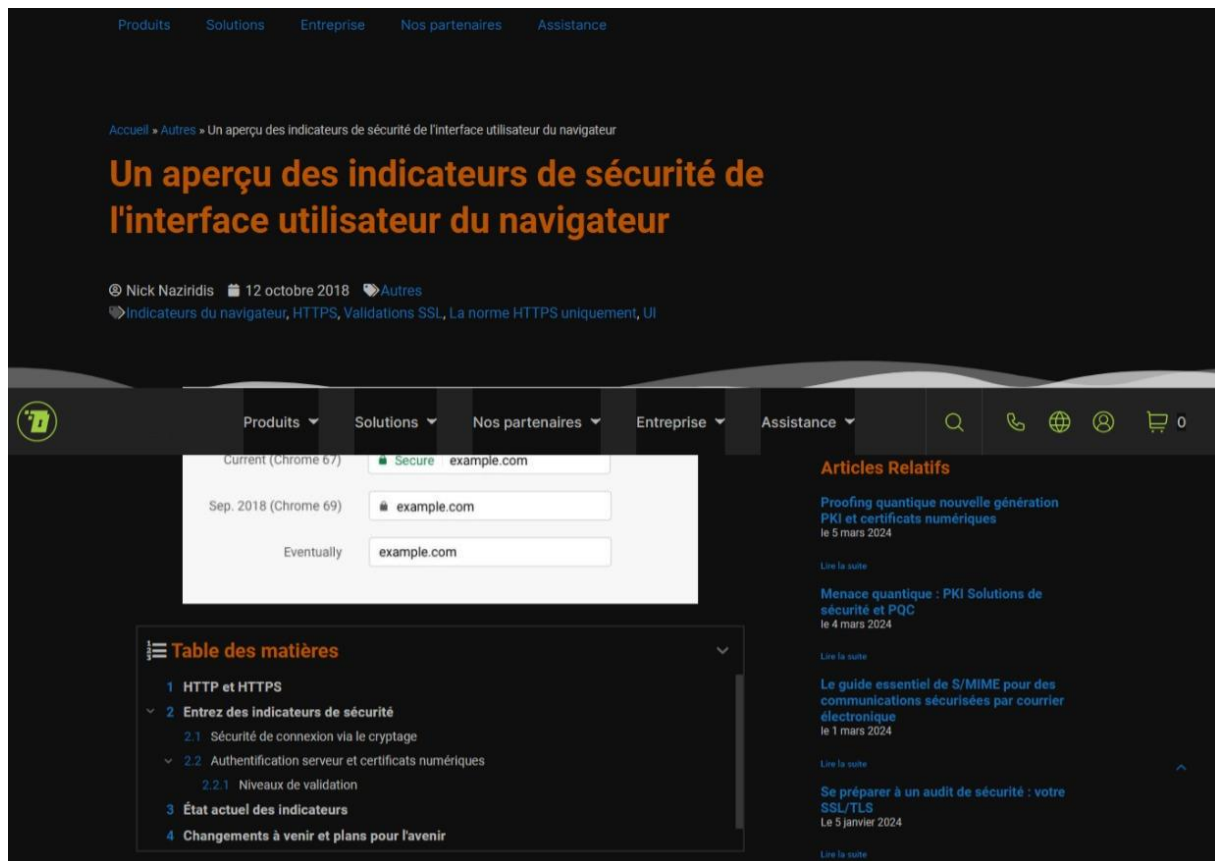 Produits Solutions Entreprise Nos partenaires Assistance
Accueil » Autres » Un aperçu des indicateurs de sécurité de l'interface utilisateur du navigateur
Un aperçu des indicateurs de sécurité de
l'interface utilisateur du navigateur
Nick Naziridis 12 octobre 2018 Autres
Indicateurs du navigateur, HTTPS, Validations SSL, La norme HTTPS uniquement, UI
Produits Solutions Nos partenaires Entreprise Assistance 0
Current (Chrome 67) Secure example.com
Sep. 2018 (Chrome 69) example.com
Eventually example.com
Table des matières
1 HTTP et HTTPS
2 Entrez des indicateurs de sécurité
2.1 Sécurité de connexion via le cryptage
2.2 Authentification serveur et certificats numériques
2.2.1 Niveaux de validation
3 État actuel des indicateurs
4 Changements à venir et plans pour l'avenir
Articles Relatifs
Proofing quantique nouvelle génération
PKI et certificats numériques
le 5 mars 2024
Lire la suite
Menace quantique : PKI Solutions de
sécurité et PQC
le 4 mars 2024
Lire la suite
Le guide essentiel de S/MIME pour des
communications sécurisées par courrier
électronique
le 1 mars 2024
Lire la suite
Se préparer à un audit de sécurité : votre
SSL/TLS
Le 5 janvier 2024
Lire la suite